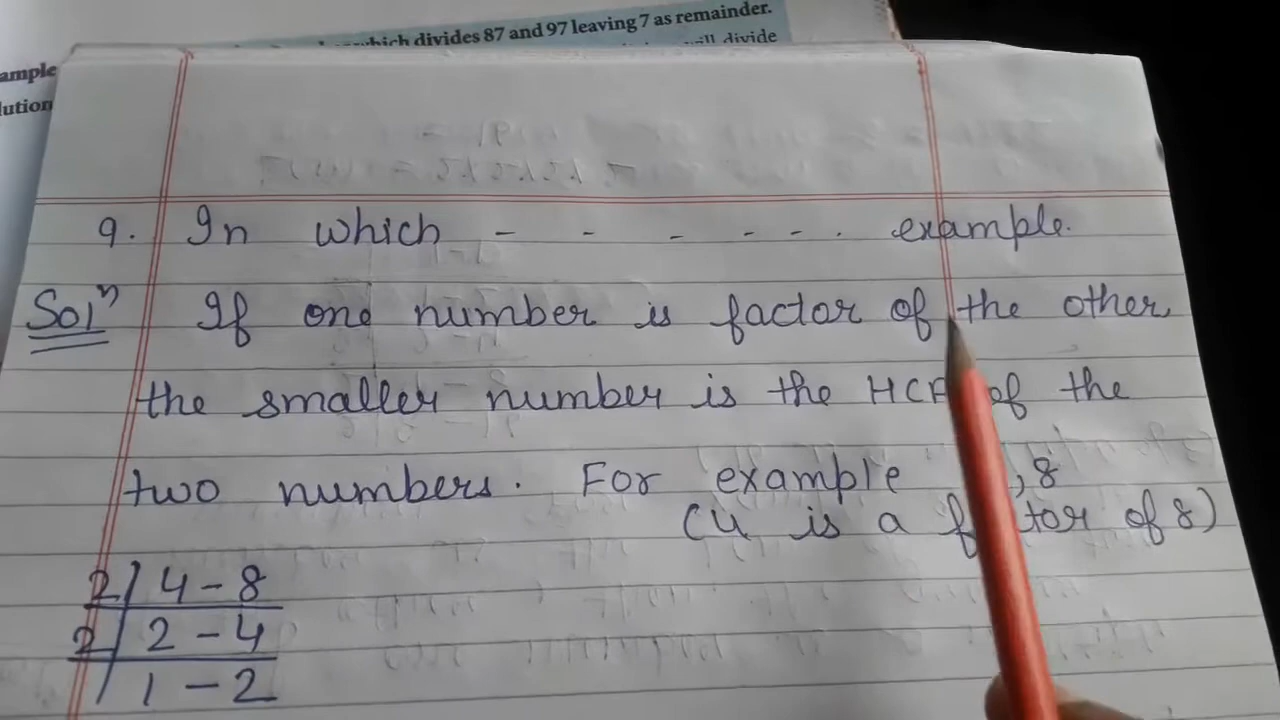 which divides 87 and 97 leaving 7 as remainder.
will divide
ample
lution
9. In which - - - - - . example.
Solⁿ If one number is factor of the other
the smaller number is the HCF of the
two numbers. For example , 8
(4 is a factor of 8)
2 | 4 - 8
2 | 2 - 4
| 1 - 2